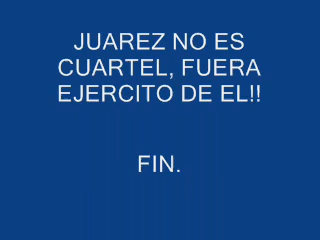 JUAREZ NO ES
CUARTEL, FUERA
EJERCITO DE EL!!
FIN.